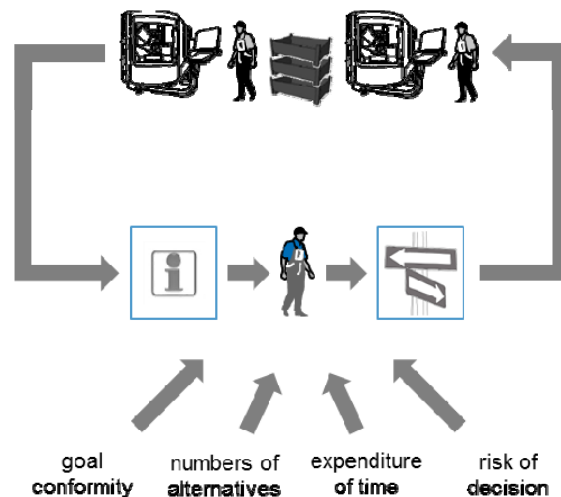 goal
conformity
numbers of
alternatives
expenditure
of time
risk of
decision